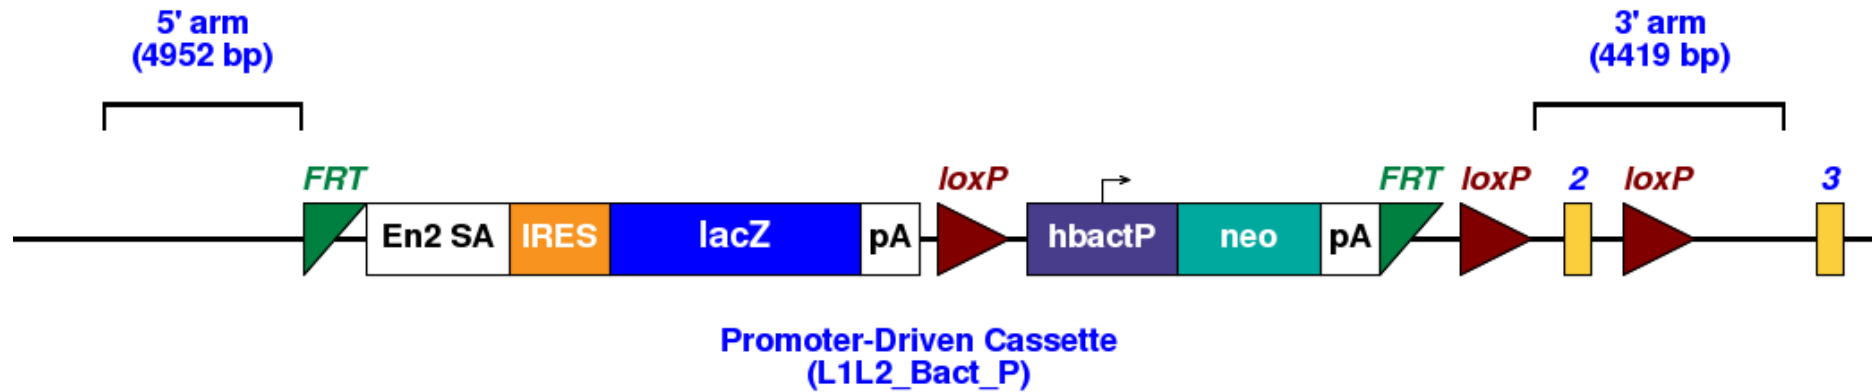 5' arm
(4952 bp)
3' arm
(4419 bp)
FRT
loxP
FRT
loxP
2
loxP
3
En2 SA
IRES
lacZ
pA
hbactP
neo
pA
Promoter-Driven Cassette
(L1L2_Bact_P)